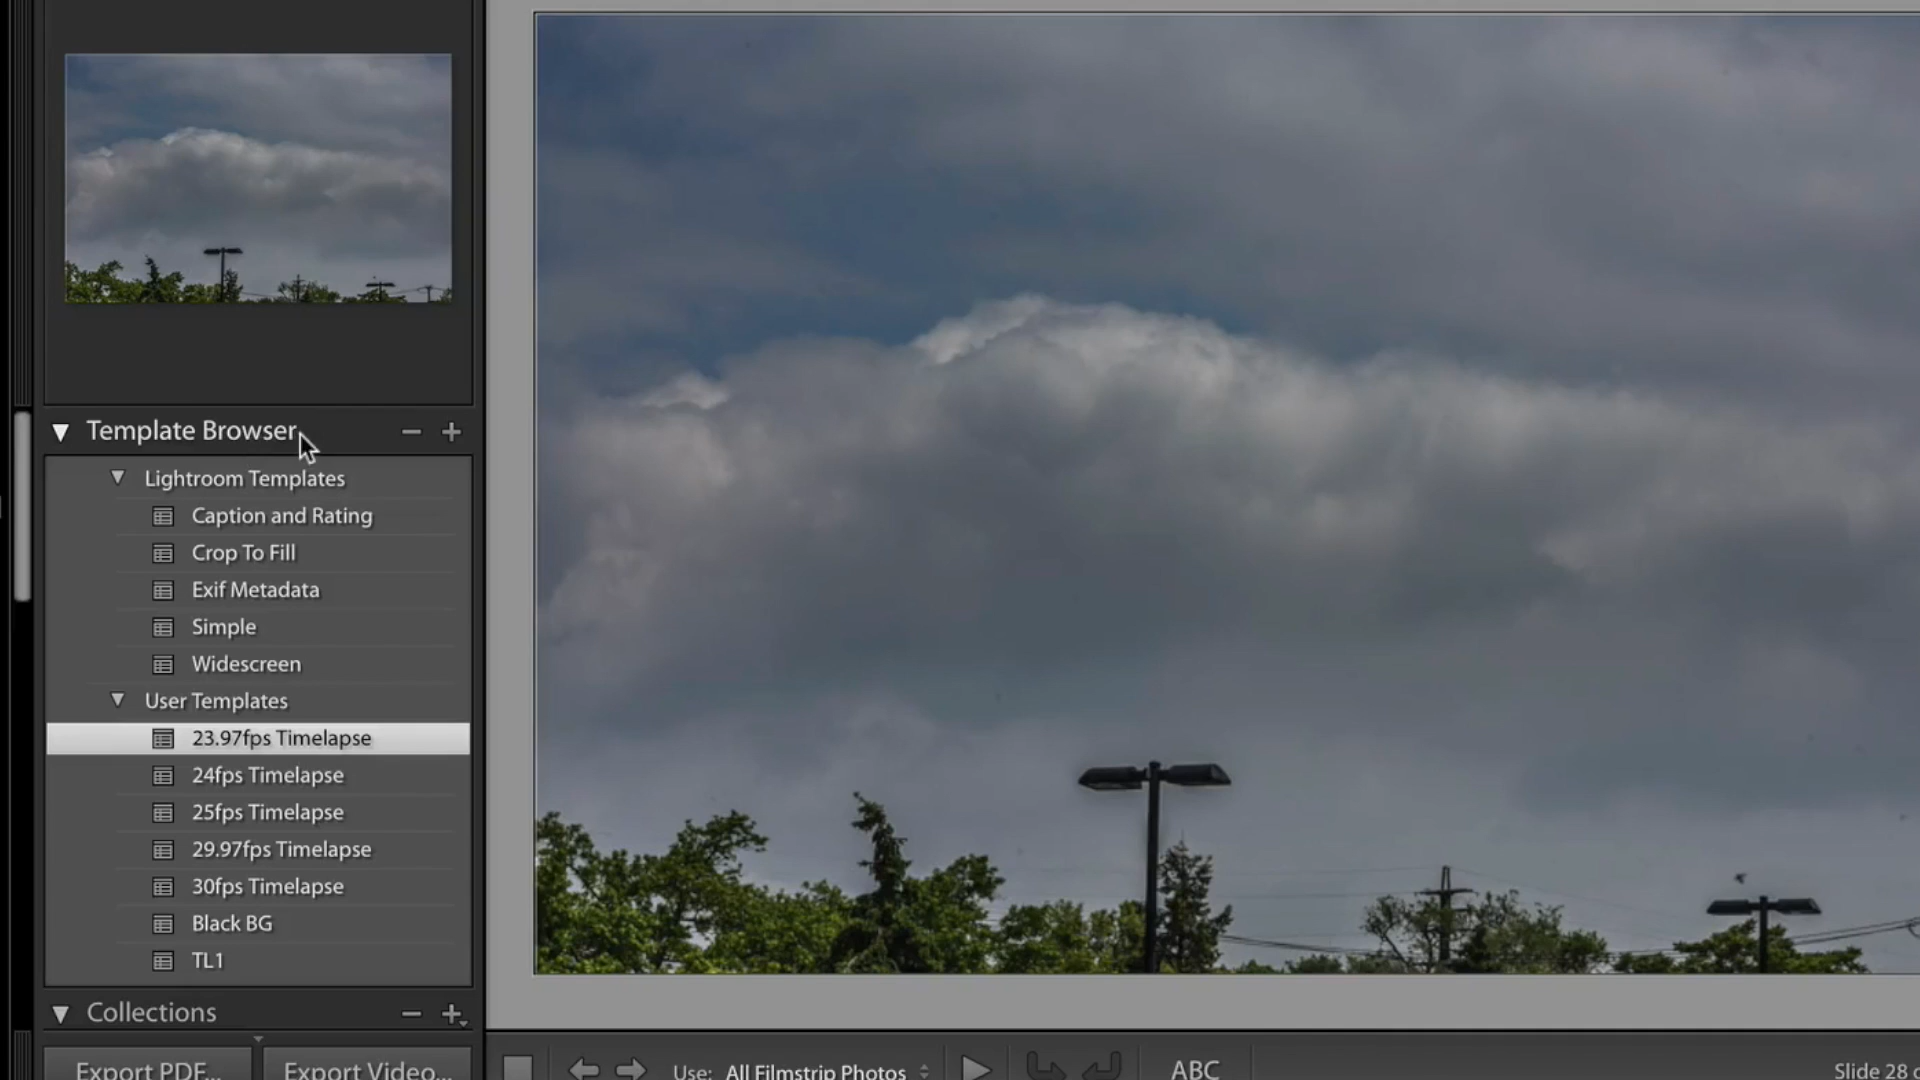 Template Browser
Lightroom Templates
Caption and Rating
Crop To Fill
Exif Metadata
Simple
Widescreen
User Templates
23.97fps Timelapse
24fps Timelapse
25fps Timelapse
29.97fps Timelapse
30fps Timelapse
Black BG
TL1
Collections
Export PDF...
Export Video...
Use: All Filmstrip Photos
ABC
Slide 28